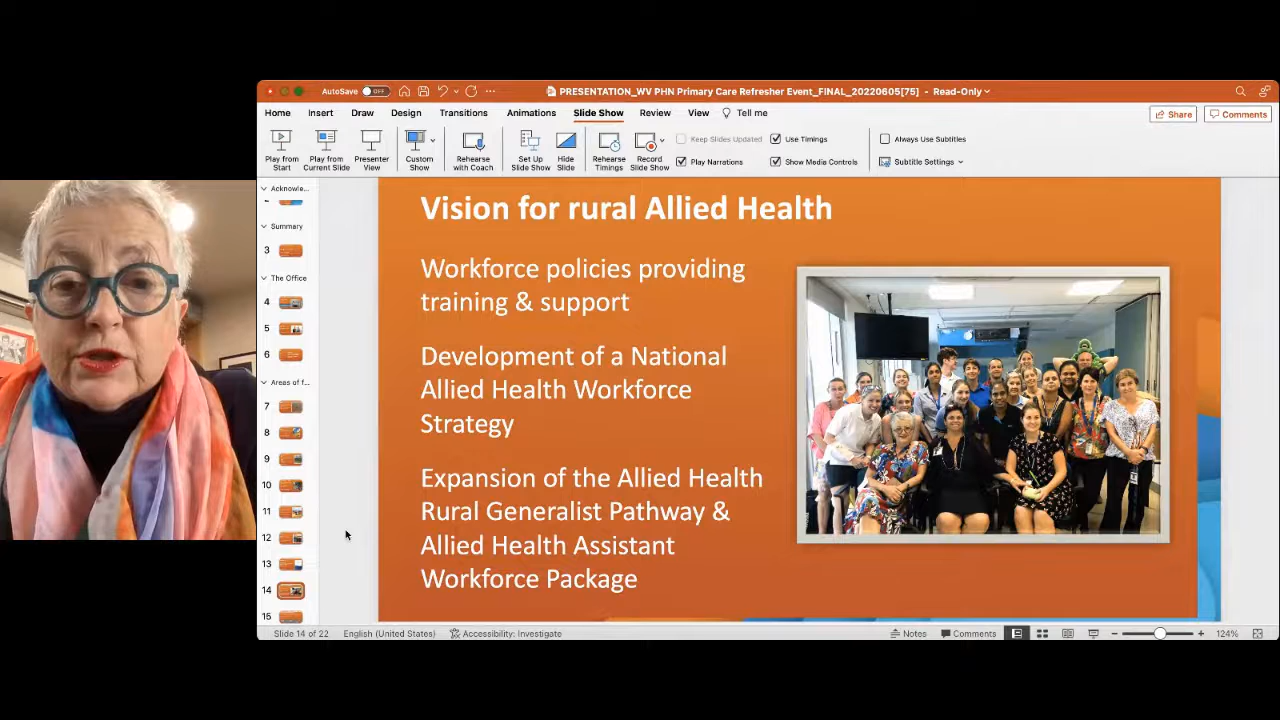 AutoSave OFF
PRESENTATION_WV PHN Primary Care Refresher Event_FINAL_20220605[75] - Read-Only
Home Insert Draw Design Transitions Animations Slide Show Review View Tell me
Share Comments
Play from Start
Play from Current Slide
Presenter View
Custom Show
Rehearse with Coach
Set Up Slide Show
Hide Slide
Rehearse Timings
Record Slide Show
Keep Slides Updated
Play Narrations
Use Timings
Show Media Controls
Always Use Subtitles
Subtitle Settings
Acknowle...
2
Summary
3
The Office
4
5
6
Areas of f...
7
8
9
10
11
12
13
14
15
Vision for rural Allied Health
Workforce policies providing
training & support
Development of a National
Allied Health Workforce
Strategy
Expansion of the Allied Health
Rural Generalist Pathway &
Allied Health Assistant
Workforce Package
Slide 14 of 22 English (United States) Accessibility: Investigate
Notes Comments 124%